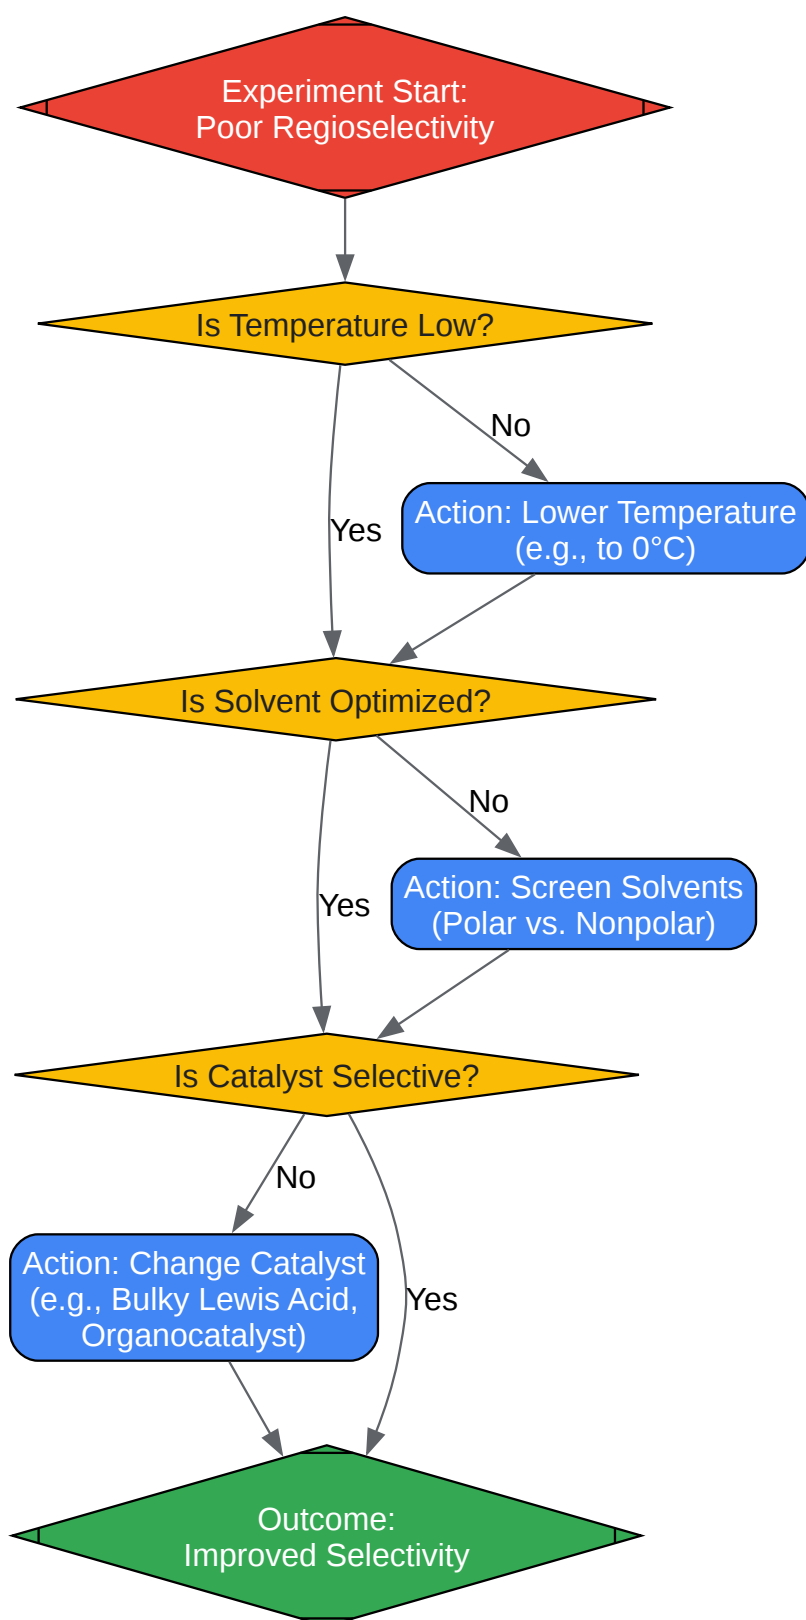 Experiment Start:
Poor Regioselectivity
Is Temperature Low?
No
Action: Lower Temperature
(e.g., to 0°C)
Yes
Is Solvent Optimized?
No
Action: Screen Solvents
(Polar vs. Nonpolar)
Yes
Is Catalyst Selective?
No
Action: Change Catalyst
(e.g., Bulky Lewis Acid,
Organocatalyst)
Yes
Outcome:
Improved Selectivity